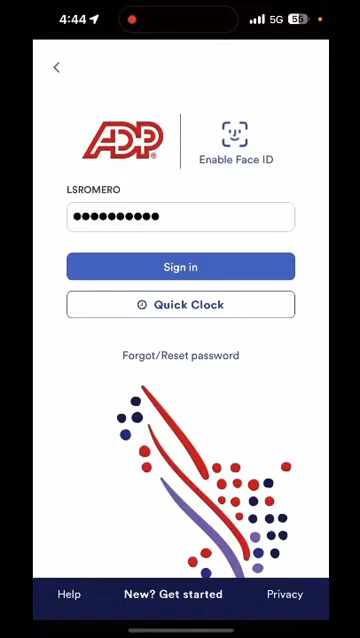 4:44
5G
55
ADP
Enable Face ID
LSROMERO
●●●●●●●●●●
Sign in
Quick Clock
Forgot/Reset password
Help
New? Get started
Privacy